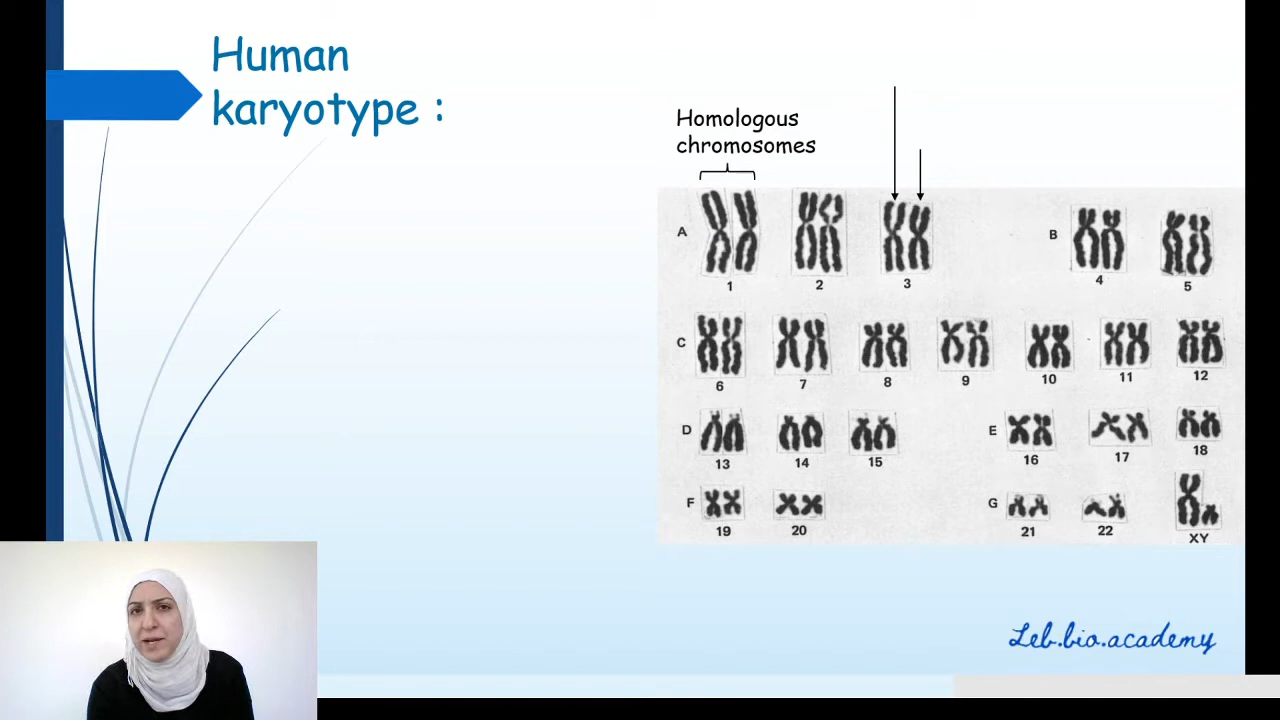 Human
karyotype :
Homologous
chromosomes
A
1
2
3
B
4
5
C
6
7
8
9
10
11
12
D
13
14
15
E
16
17
18
F
19
20
G
21
22
XY
Leb.bio.academy